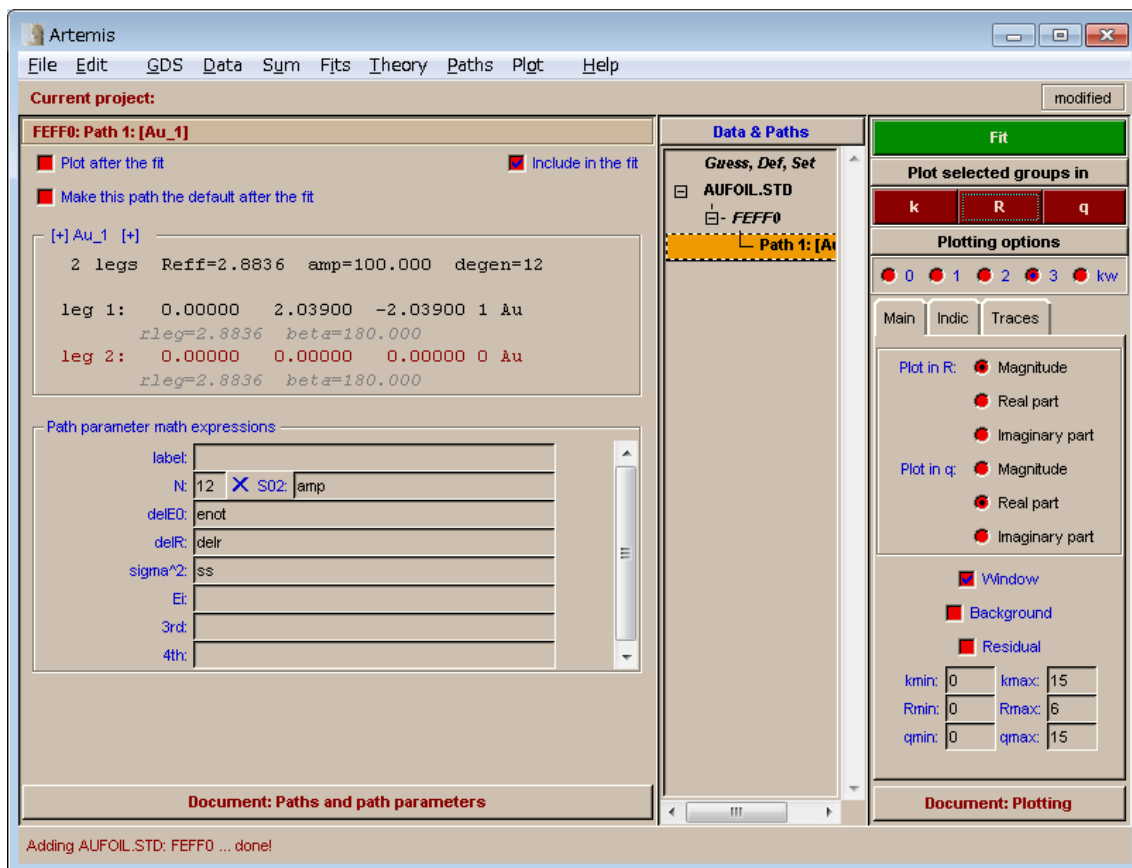 Artemis
File Edit GDS Data Sum Fits Theory Paths Plot Help
Current project:
modified
FEFF0: Path 1: [Au_1]
Plot after the fit
Include in the fit
Make this path the default after the fit
[+] Au_1 [+]
2 legs Reff=2.8836 amp=100.000 degen=12
leg 1: 0.00000 2.03900 -2.03900 1 Au
rleg=2.8836 beta=180.000
leg 2: 0.00000 0.00000 0.00000 0 Au
rleg=2.8836 beta=180.000
Path parameter math expressions
label:
N: 12 S02: amp
delE0: enot
delR: delr
sigma^2: ss
Ei:
3rd:
4th:
Document: Paths and path parameters
Data & Paths
Guess, Def, Set
AUFOIL.STD
FEFF0
Path 1: [Au
Fit
Plot selected groups in
k R q
Plotting options
0 1 2 3 kw
Main Indic Traces
Plot in R: Magnitude
Real part
Imaginary part
Plot in q: Magnitude
Real part
Imaginary part
Window
Background
Residual
kmin: 0 kmax: 15
Rmin: 0 Rmax: 6
qmin: 0 qmax: 15
Document: Plotting
Adding AUFOIL.STD: FEFF0 ... done!